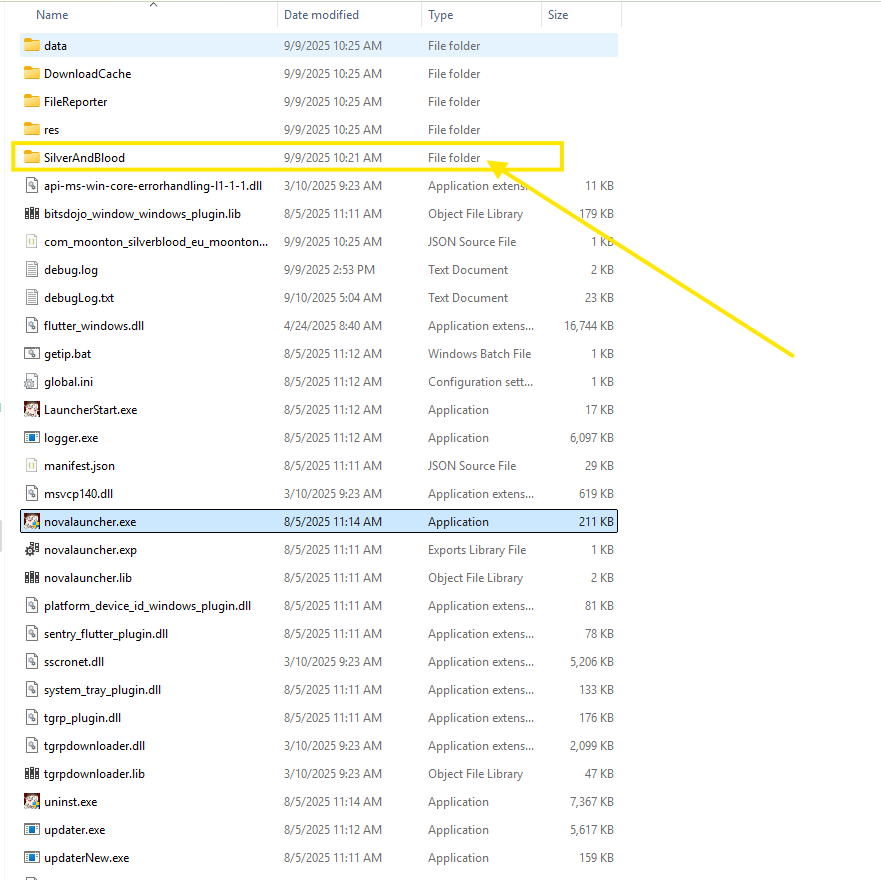 Name Date modified Type Size
data 9/9/2025 10:25 AM File folder
DownloadCache 9/9/2025 10:25 AM File folder
FileReporter 9/9/2025 10:25 AM File folder
res 9/9/2025 10:25 AM File folder
SilverAndBlood 9/9/2025 10:21 AM File folder
api-ms-win-core-errorhandling-l1-1-1.dll 3/10/2025 9:23 AM Application extens... 11 KB
bitsdojo_window_windows_plugin.lib 8/5/2025 11:11 AM Object File Library 179 KB
com_moonton_silverblood_eu_moonton... 9/9/2025 10:25 AM JSON Source File 1 KB
debug.log 9/9/2025 2:53 PM Text Document 2 KB
debugLog.txt 9/10/2025 5:04 AM Text Document 23 KB
flutter_windows.dll 4/24/2025 8:40 AM Application extens... 16,744 KB
getip.bat 8/5/2025 11:12 AM Windows Batch File 1 KB
global.ini 8/5/2025 11:12 AM Configuration sett... 1 KB
LauncherStart.exe 8/5/2025 11:12 AM Application 17 KB
logger.exe 8/5/2025 11:12 AM Application 6,097 KB
manifest.json 8/5/2025 11:11 AM JSON Source File 29 KB
msvcp140.dll 3/10/2025 9:23 AM Application extens... 619 KB
novalauncher.exe 8/5/2025 11:14 AM Application 211 KB
novalauncher.exp 8/5/2025 11:11 AM Exports Library File 1 KB
novalauncher.lib 8/5/2025 11:11 AM Object File Library 2 KB
platform_device_id_windows_plugin.dll 8/5/2025 11:11 AM Application extens... 81 KB
sentry_flutter_plugin.dll 8/5/2025 11:11 AM Application extens... 78 KB
sscronet.dll 3/10/2025 9:23 AM Application extens... 5,206 KB
system_tray_plugin.dll 8/5/2025 11:11 AM Application extens... 133 KB
tgrp_plugin.dll 8/5/2025 11:11 AM Application extens... 176 KB
tgrpdownloader.dll 3/10/2025 9:23 AM Application extens... 2,099 KB
tgrpdownloader.lib 3/10/2025 9:23 AM Object File Library 47 KB
uninst.exe 8/5/2025 11:14 AM Application 7,367 KB
updater.exe 8/5/2025 11:12 AM Application 5,617 KB
updaterNew.exe 8/5/2025 11:11 AM Application 159 KB